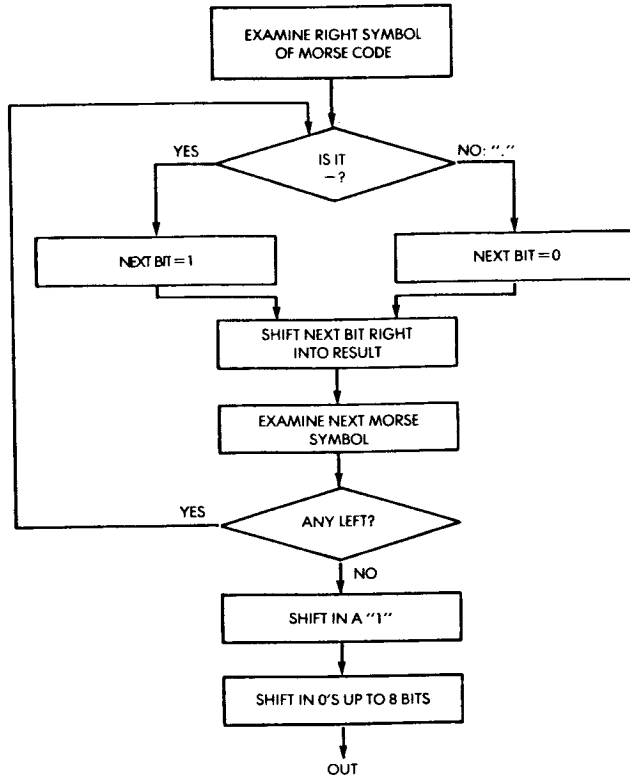 EXAMINE RIGHT SYMBOL
OF MORSE CODE
YES
IS IT
–?
NO: "."
NEXT BIT = 1
NEXT BIT = 0
SHIFT NEXT BIT RIGHT
INTO RESULT
EXAMINE NEXT MORSE
SYMBOL
YES
ANY LEFT?
NO
SHIFT IN A "1"
SHIFT IN 0'S UP TO 8 BITS
OUT